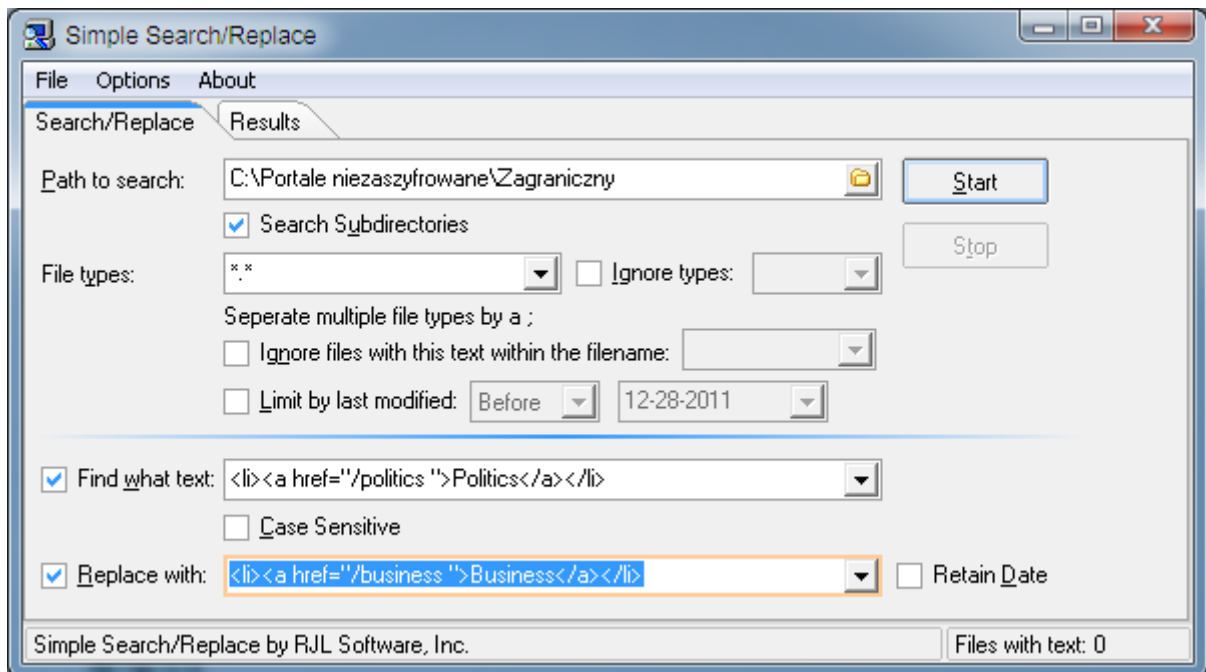 Simple Search/Replace
File Options About
Search/Replace Results
Path to search: C:\Portale niezaszyfrowane\Zagraniczny Start
Search Subdirectories
Stop
File types: *.* Ignore types:
Seperate multiple file types by a ;
Ignore files with this text within the filename:
Limit by last modified: Before 12-28-2011
Find what text: <li><a href="/politics ">Politics</a></li>
Case Sensitive
Replace with: <li><a href="/business ">Business</a></li> Retain Date
Simple Search/Replace by RJL Software, Inc. Files with text: 0